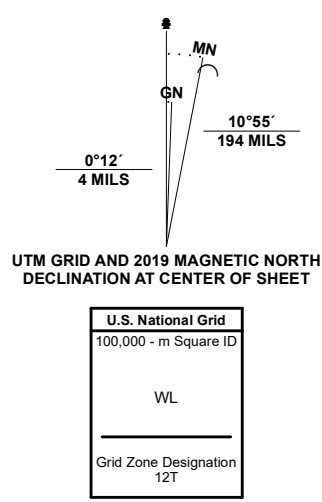 MN
GN
10°55´
194 MILS
0°12´
4 MILS
UTM GRID AND 2019 MAGNETIC NORTH
DECLINATION AT CENTER OF SHEET
U.S. National Grid
100,000 - m Square ID
WL
Grid Zone Designation
12T